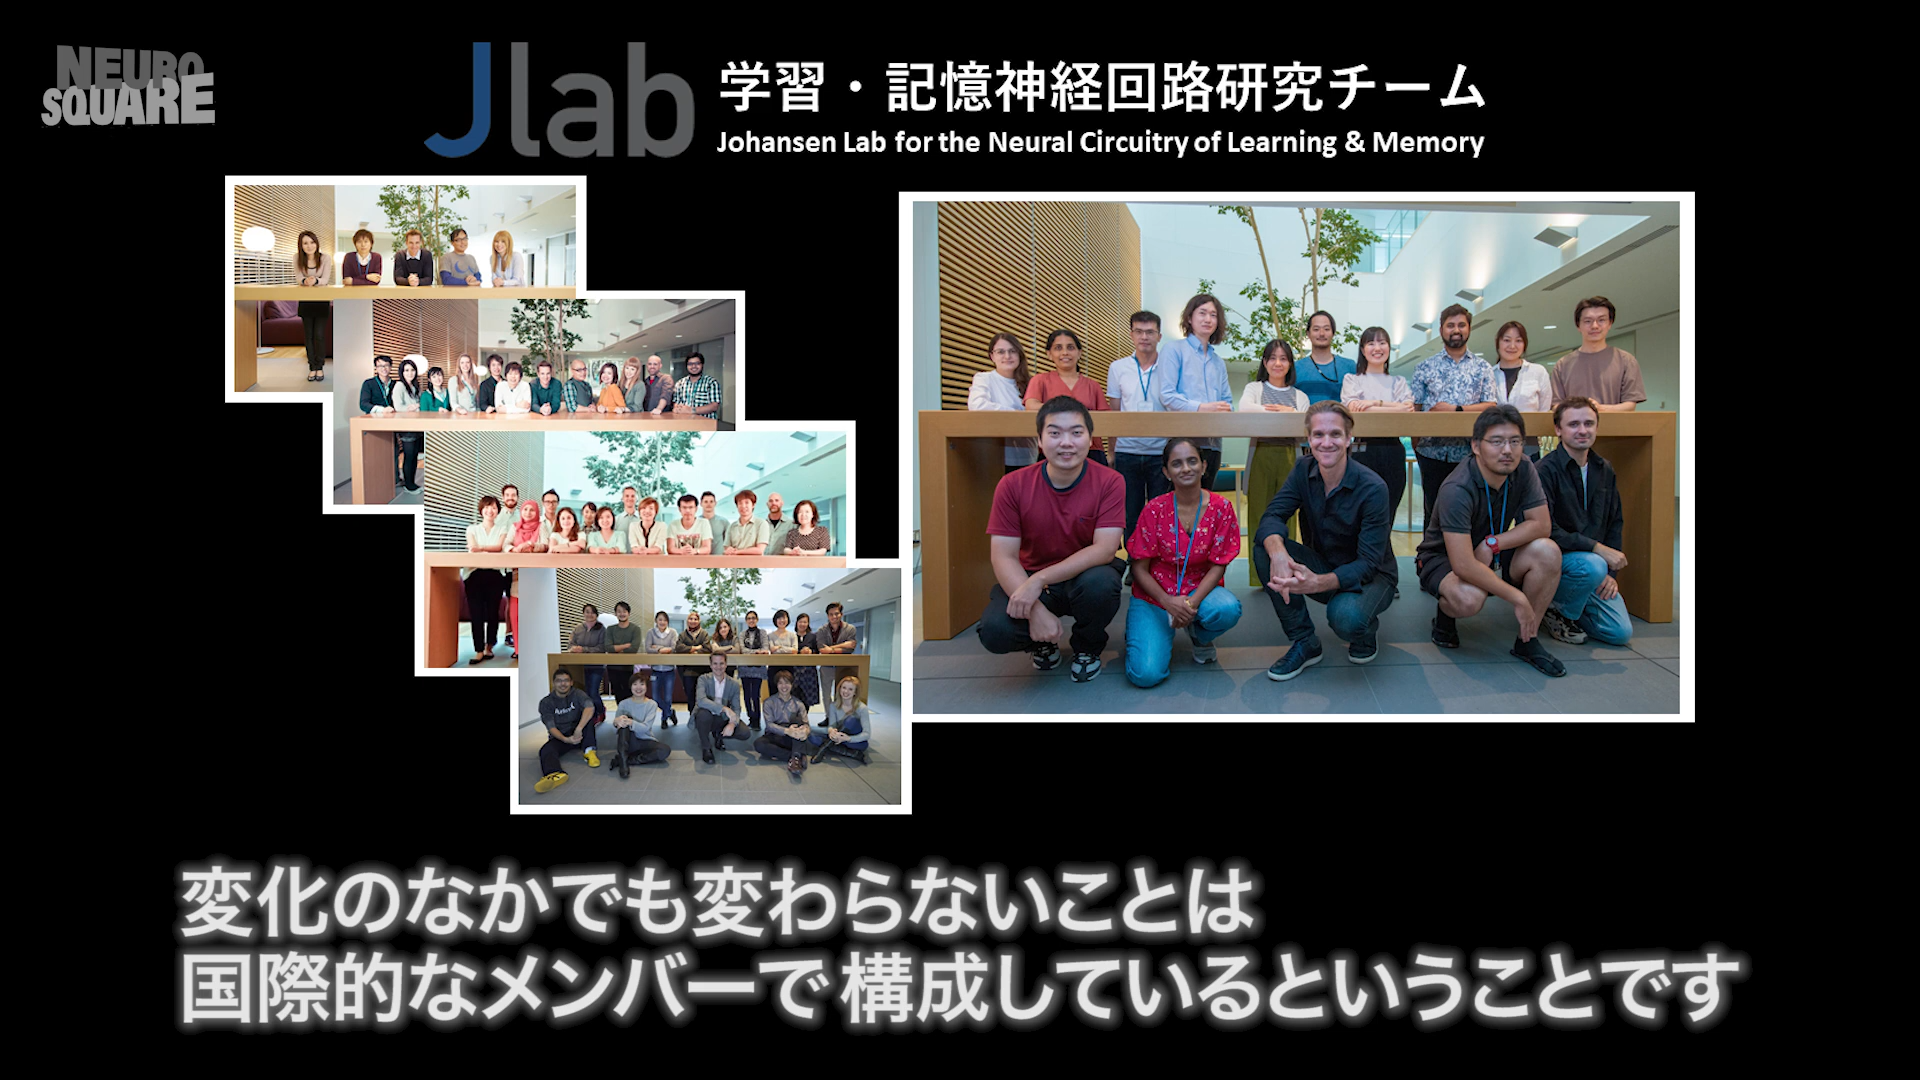 NEURO
SQUARE
Jlab
学習・記憶神経回路研究チーム
Johansen Lab for the Neural Circuitry of Learning & Memory
変化のなかでも変わらないことは
国際的なメンバーで構成しているということです